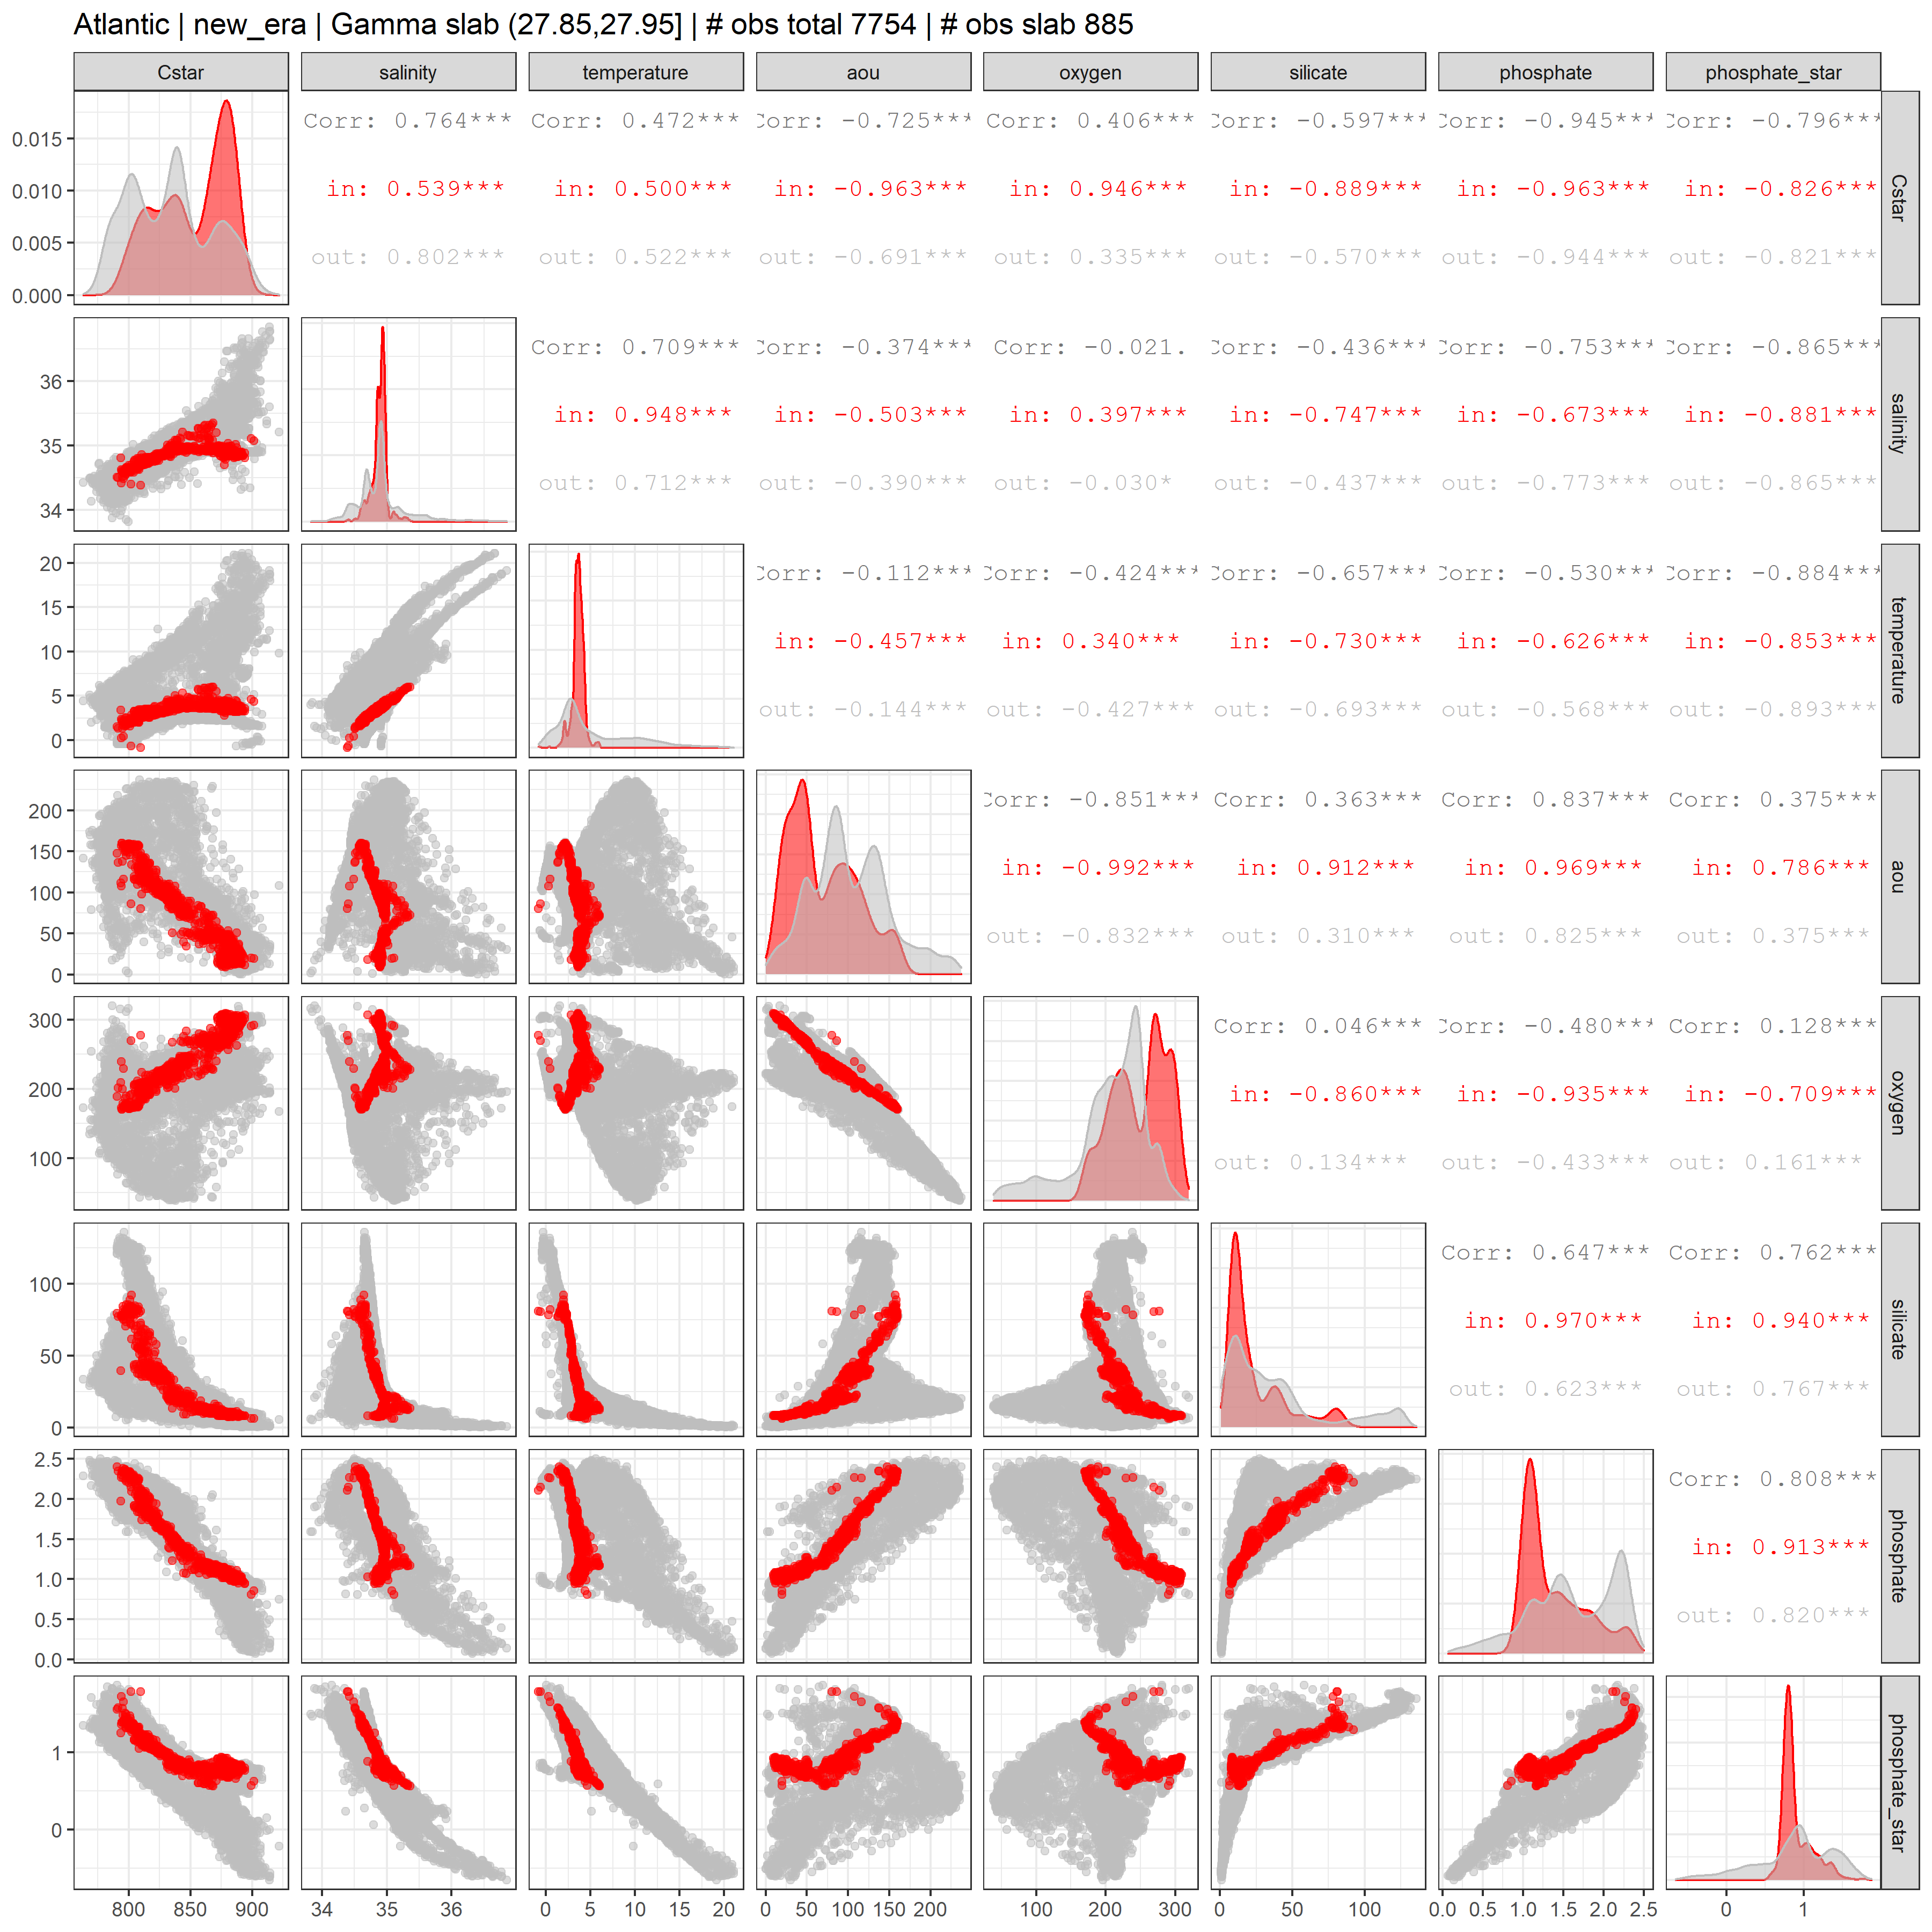 Atlantic | new_era | Gamma slab (27.85,27.95] | # obs total 7754 | # obs slab 885
Cstar salinity temperature aou oxygen silicate phosphate phosphate_star
0.015
0.010
0.005
0.000
Corr: 0.764*** Corr: 0.472*** Corr: -0.725*** Corr: 0.406*** Corr: -0.597*** Corr: -0.945*** Corr: -0.796***
in: 0.539*** in: 0.500*** in: -0.963*** in: 0.946*** in: -0.889*** in: -0.963*** in: -0.826***
out: 0.802*** out: 0.522*** out: -0.691*** out: 0.335*** out: -0.570*** out: -0.944*** out: -0.821***
Cstar
36
35
34
Corr: 0.709*** Corr: -0.374*** Corr: -0.021. Corr: -0.436*** Corr: -0.753*** Corr: -0.865***
in: 0.948*** in: -0.503*** in: 0.397*** in: -0.747*** in: -0.673*** in: -0.881***
out: 0.712*** out: -0.390*** out: -0.030* out: -0.437*** out: -0.773*** out: -0.865***
salinity
20
15
10
5
0
Corr: -0.112*** Corr: -0.424*** Corr: -0.657*** Corr: -0.530*** Corr: -0.884***
in: -0.457*** in: 0.340*** in: -0.730*** in: -0.626*** in: -0.853***
out: -0.144*** out: -0.427*** out: -0.693*** out: -0.568*** out: -0.893***
temperature
200
150
100
50
0
Corr: -0.851*** Corr: 0.363*** Corr: 0.837*** Corr: 0.375***
in: -0.992*** in: 0.912*** in: 0.969*** in: 0.786***
out: -0.832*** out: 0.310*** out: 0.825*** out: 0.375***
aou
300
200
100
Corr: 0.046*** Corr: -0.480*** Corr: 0.128***
in: -0.860*** in: -0.935*** in: -0.709***
out: 0.134*** out: -0.433*** out: 0.161***
oxygen
100
50
0
Corr: 0.647*** Corr: 0.762***
in: 0.970*** in: 0.940***
out: 0.623*** out: 0.767***
silicate
2.5
2.0
1.5
1.0
0.5
0.0
Corr: 0.808***
in: 0.913***
out: 0.820***
phosphate
1
0
phosphate_star
800 850 900 34 35 36 0 5 10 15 20 0 50 100 150 200 100 200 300 0 50 100 0.0 0.5 1.0 1.5 2.0 2.5 0 1